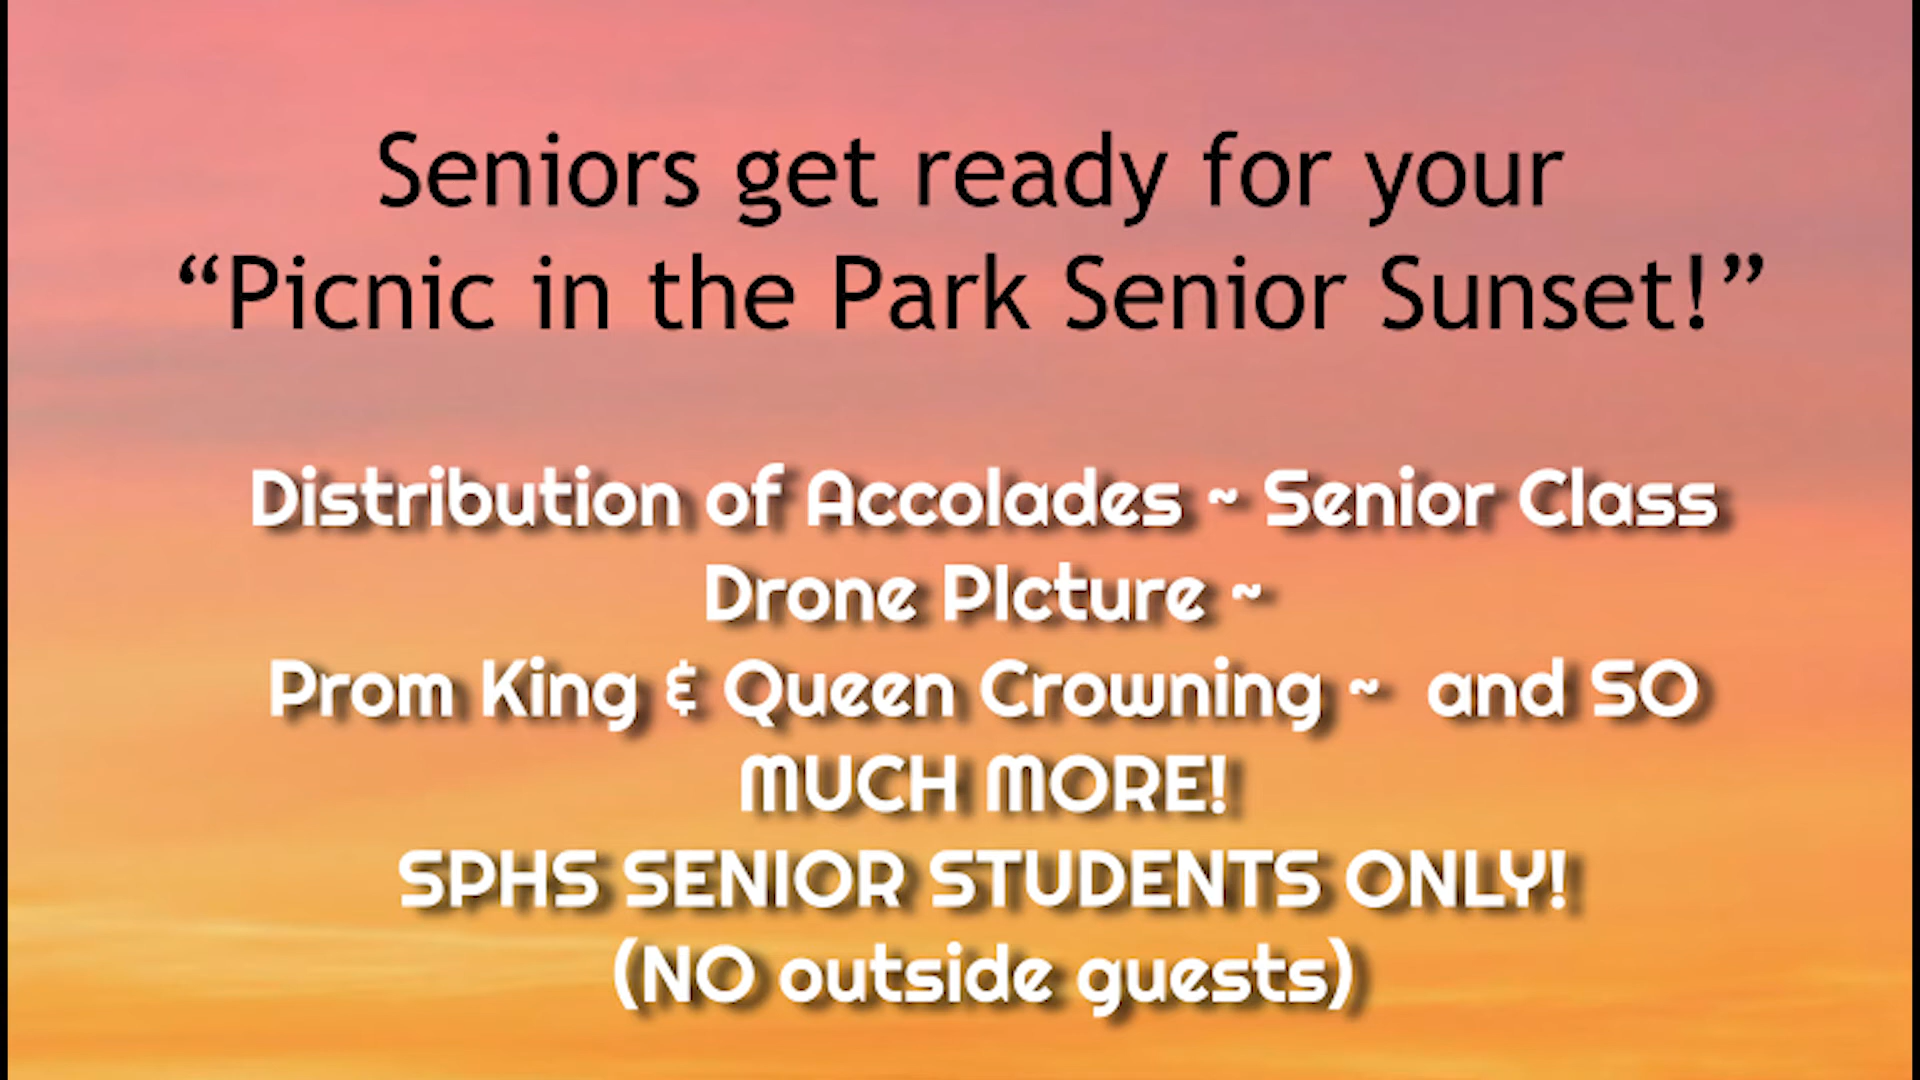 Seniors get ready for your
“Picnic in the Park Senior Sunset!”
Distribution of Accolades ~ Senior Class
Drone PIcture ~
Prom King & Queen Crowning ~ and SO
MUCH MORE!
SPHS SENIOR STUDENTS ONLY!
(NO outside guests)